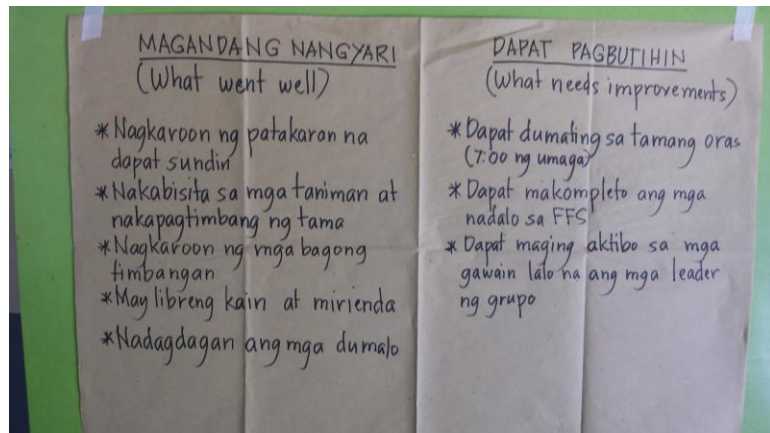 MAGANDANG NANGYARI
(What went well)
* Nagkaroon ng patakaran na
dapat sundin
* Nakabisita sa mga taniman at
nakapagtimbang ng tama
* Nagkaroon ng mga bagong
timbangan
* May libreng kain at mirienda
* Nadagdagan ang mga dumalo
DAPAT PAGBUTIHIN
(What needs improvements)
* Dapat dumating sa tamang oras
(7:00 ng umaga)
* Dapat makompleto ang mga
nadalo sa FFS
* Dapat maging aktibo sa mga
gawain lalo na ang mga leader
ng grupo